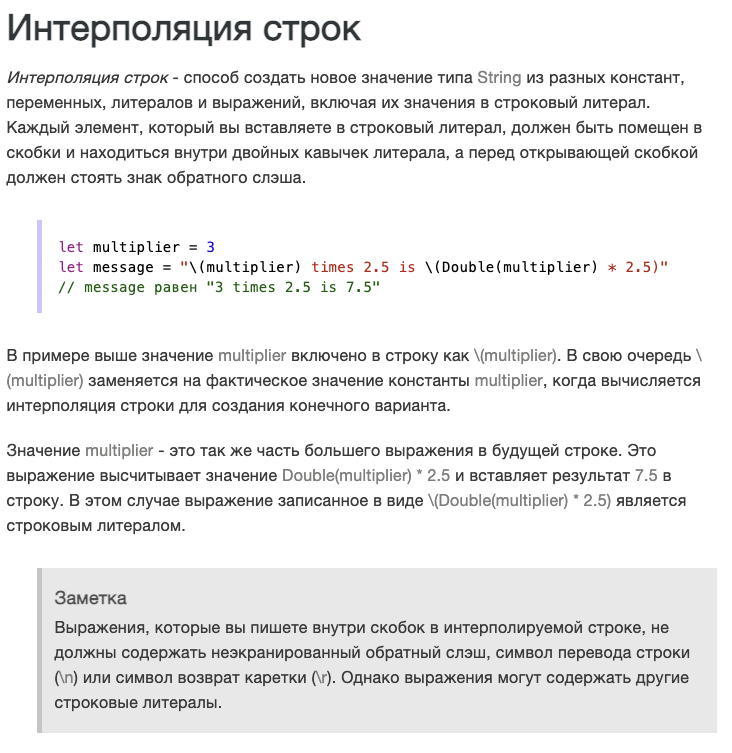 Интерполяция строк
Интерполяция строк - способ создать новое значение типа String из разных констант,
переменных, литералов и выражений, включая их значения в строковый литерал.
Каждый элемент, который вы вставляете в строковый литерал, должен быть помещен в
скобки и находиться внутри двойных кавычек литерала, а перед открывающей скобкой
должен стоять знак обратного слэша.
let multiplier = 3
let message = "\(multiplier) times 2.5 is \(Double(multiplier) * 2.5)"
// message равен "3 times 2.5 is 7.5"
В примере выше значение multiplier включено в строку как \(multiplier). В свою очередь \
(multiplier) заменяется на фактическое значение константы multiplier, когда вычисляется
интерполяция строки для создания конечного варианта.
Значение multiplier - это так же часть большего выражения в будущей строке. Это
выражение высчитывает значение Double(multiplier) * 2.5 и вставляет результат 7.5 в
строку. В этом случае выражение записанное в виде \(Double(multiplier) * 2.5) является
строковым литералом.
Заметка
Выражения, которые вы пишете внутри скобок в интерполируемой строке, не
должны содержать неэкранированный обратный слэш, символ перевода строки
(\n) или символ возврат каретки (\r). Однако выражения могут содержать другие
строковые литералы.